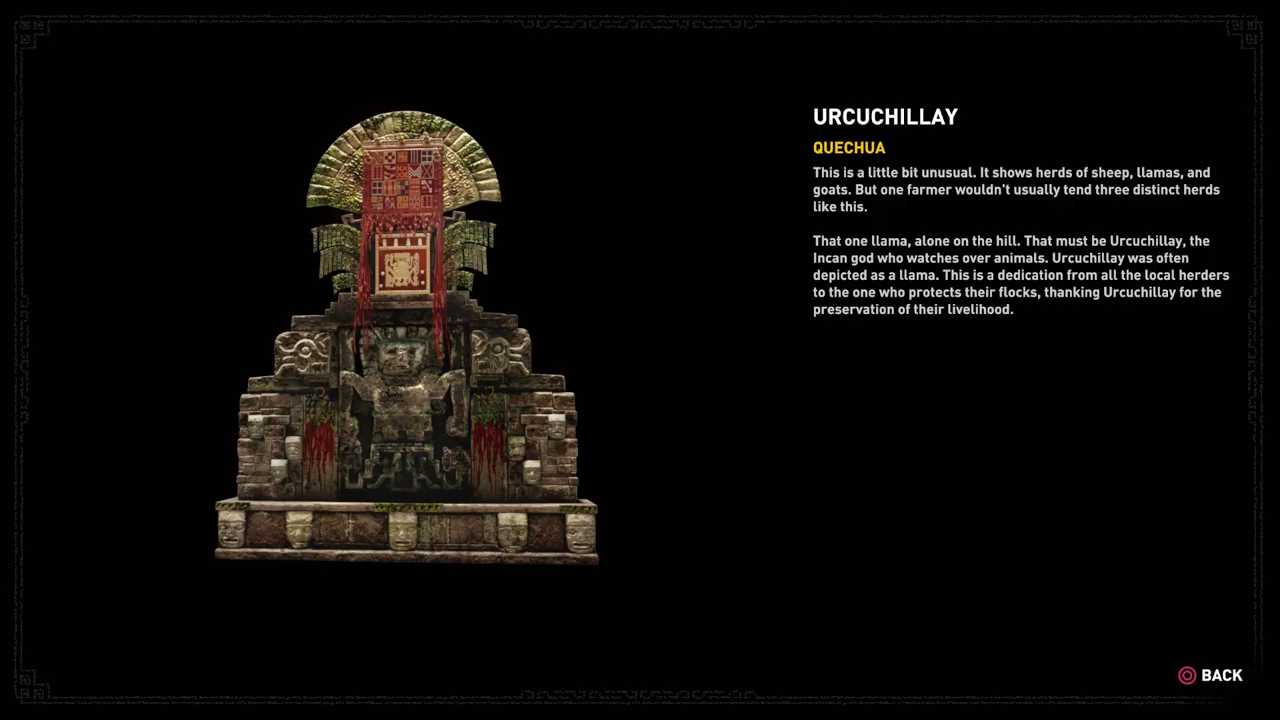 URCUCHILLAY
QUECHUA
This is a little bit unusual. It shows herds of sheep, llamas, and
goats. But one farmer wouldn't usually tend three distinct herds
like this.
That one llama, alone on the hill. That must be Urcuchillay, the
Incan god who watches over animals. Urcuchillay was often
depicted as a llama. This is a dedication from all the local herders
to the one who protects their flocks, thanking Urcuchillay for the
preservation of their livelihood.
BACK